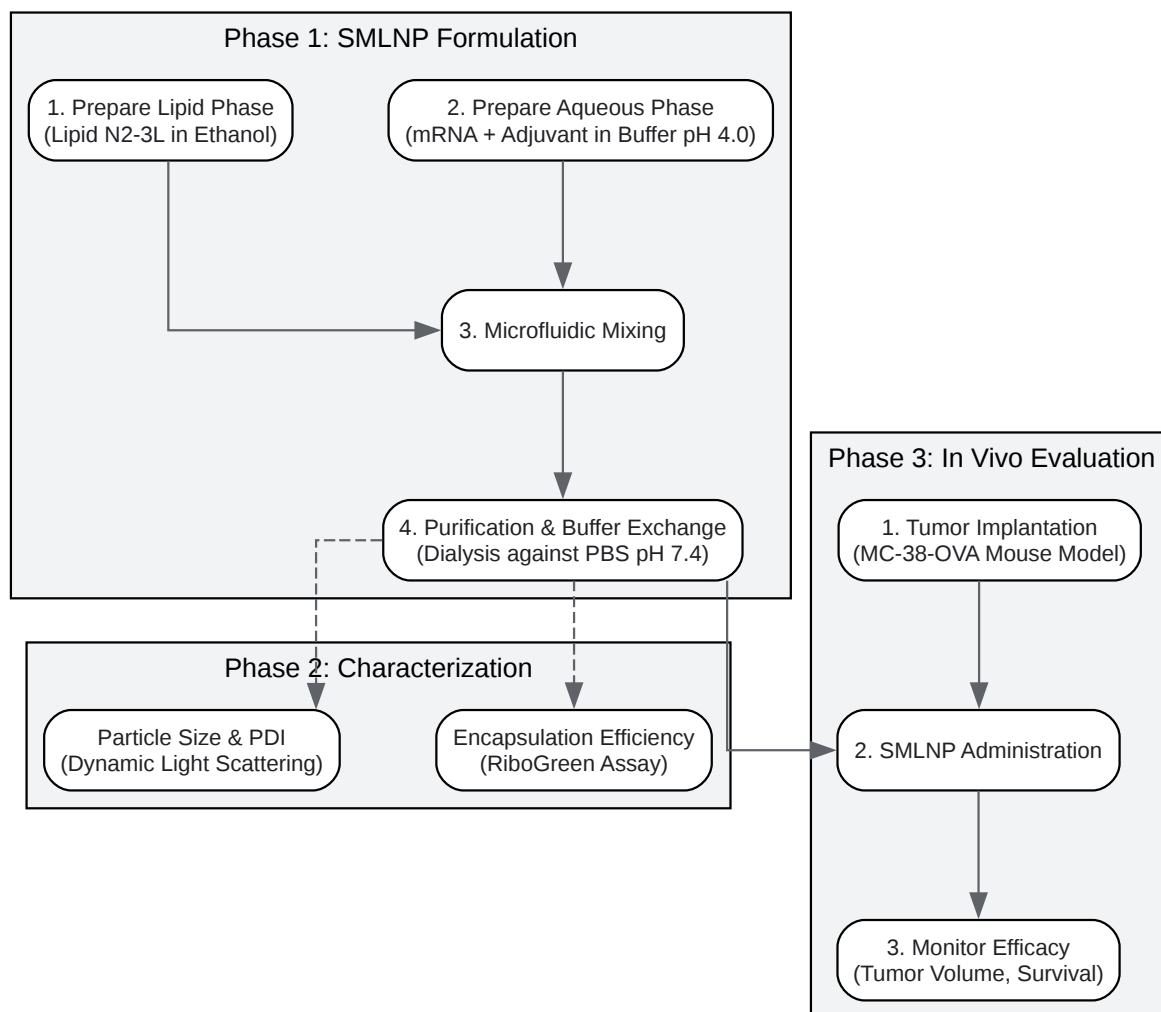 Phase 1: SMLNP Formulation
1. Prepare Lipid Phase
(Lipid N2-3L in Ethanol)
2. Prepare Aqueous Phase
(mRNA + Adjuvant in Buffer pH 4.0)
3. Microfluidic Mixing
4. Purification & Buffer Exchange
(Dialysis against PBS pH 7.4)
Phase 2: Characterization
Particle Size & PDI
(Dynamic Light Scattering)
Encapsulation Efficiency
(RiboGreen Assay)
Phase 3: In Vivo Evaluation
1. Tumor Implantation
(MC-38-OVA Mouse Model)
2. SMLNP Administration
3. Monitor Efficacy
(Tumor Volume, Survival)